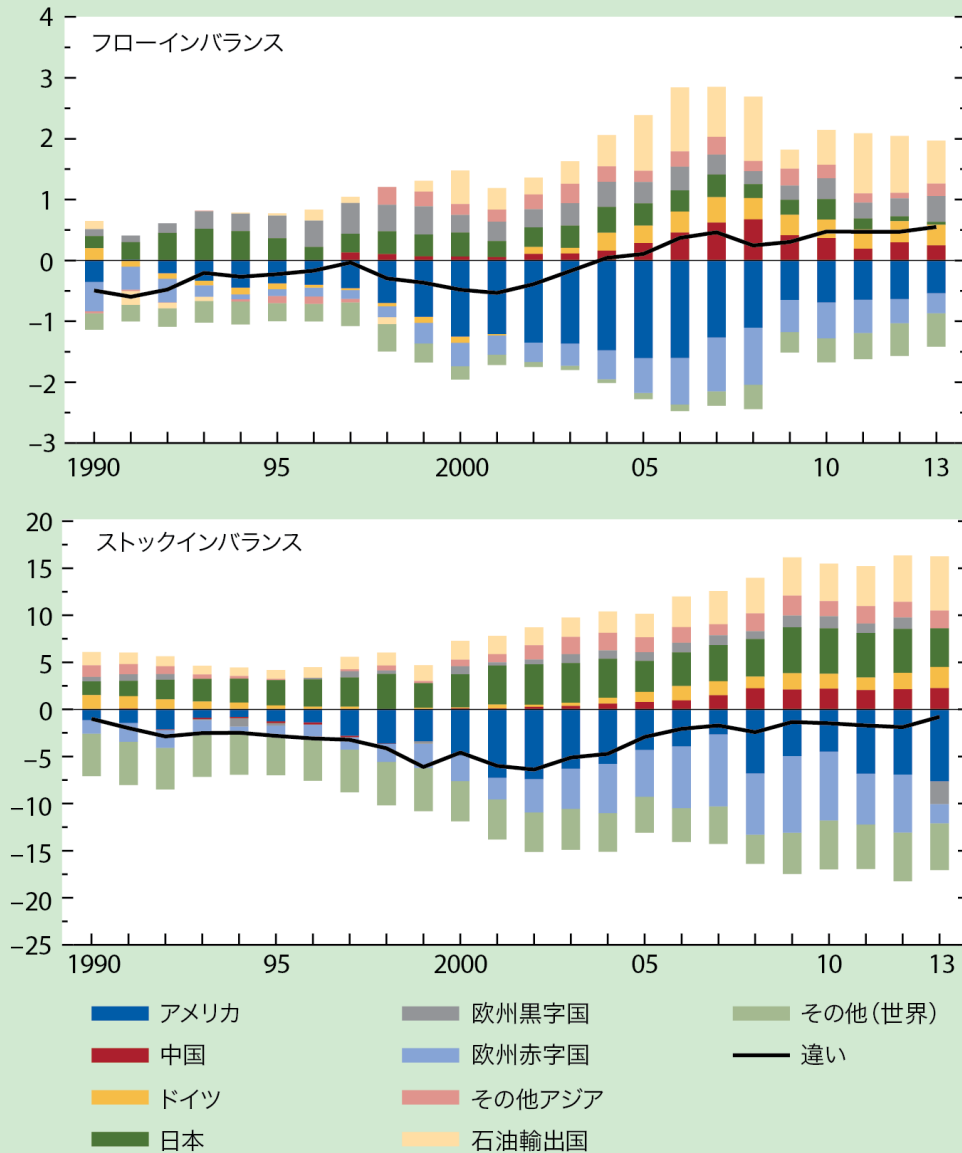 4
フローインバランス
3
2
1
0
−1
−2
−3
1990 95 2000 05 10 13
20
ストックインバランス
15
10
5
0
−5
−10
−15
−20
−25
1990 95 2000 05 10 13
アメリカ 欧州黒字国 その他（世界）
中国 欧州赤字国 違い
ドイツ その他アジア
日本 石油輸出国